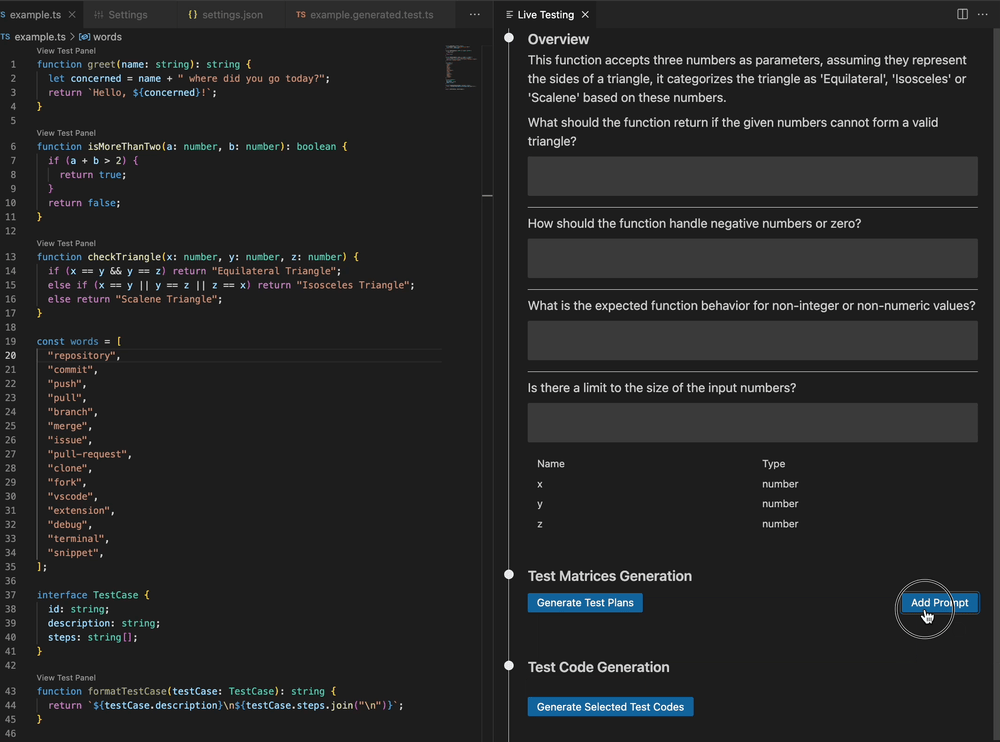 example.ts
Settings
{} settings.json
TS example.generated.test.ts
...
TS example.ts > words
View Test Panel
1 function greet(name: string): string {
2 let concerned = name + " where did you go today?";
3 return `Hello, ${concerned}!`;
4 }
5
View Test Panel
6 function isMoreThanTwo(a: number, b: number): boolean {
7 if (a + b > 2) {
8 return true;
9 }
10 return false;
11 }
12
View Test Panel
13 function checkTriangle(x: number, y: number, z: number) {
14 if (x == y && y == z) return "Equilateral Triangle";
15 else if (x == y || y == z || z == x) return "Isosceles Triangle";
16 else return "Scalene Triangle";
17 }
18
19 const words = [
20 "repository",
21 "commit",
22 "push",
23 "pull",
24 "branch",
25 "merge",
26 "issue",
27 "pull-request",
28 "clone",
29 "fork",
30 "vscode",
31 "extension",
32 "debug",
33 "terminal",
34 "snippet",
35 ];
36
37 interface TestCase {
38 id: string;
39 description: string;
40 steps: string[];
41 }
42
View Test Panel
43 function formatTestCase(testCase: TestCase): string {
44 return `${testCase.description}\n${testCase.steps.join("\n")}`;
45 }
46
Live Testing
...
Overview
This function accepts three numbers as parameters, assuming they represent
the sides of a triangle, it categorizes the triangle as 'Equilateral', 'Isosceles' or
'Scalene' based on these numbers.
What should the function return if the given numbers cannot form a valid
triangle?
How should the function handle negative numbers or zero?
What is the expected function behavior for non-integer or non-numeric values?
Is there a limit to the size of the input numbers?
Name Type
x number
y number
z number
Test Matrices Generation
Generate Test Plans
Add Prompt
Test Code Generation
Generate Selected Test Codes